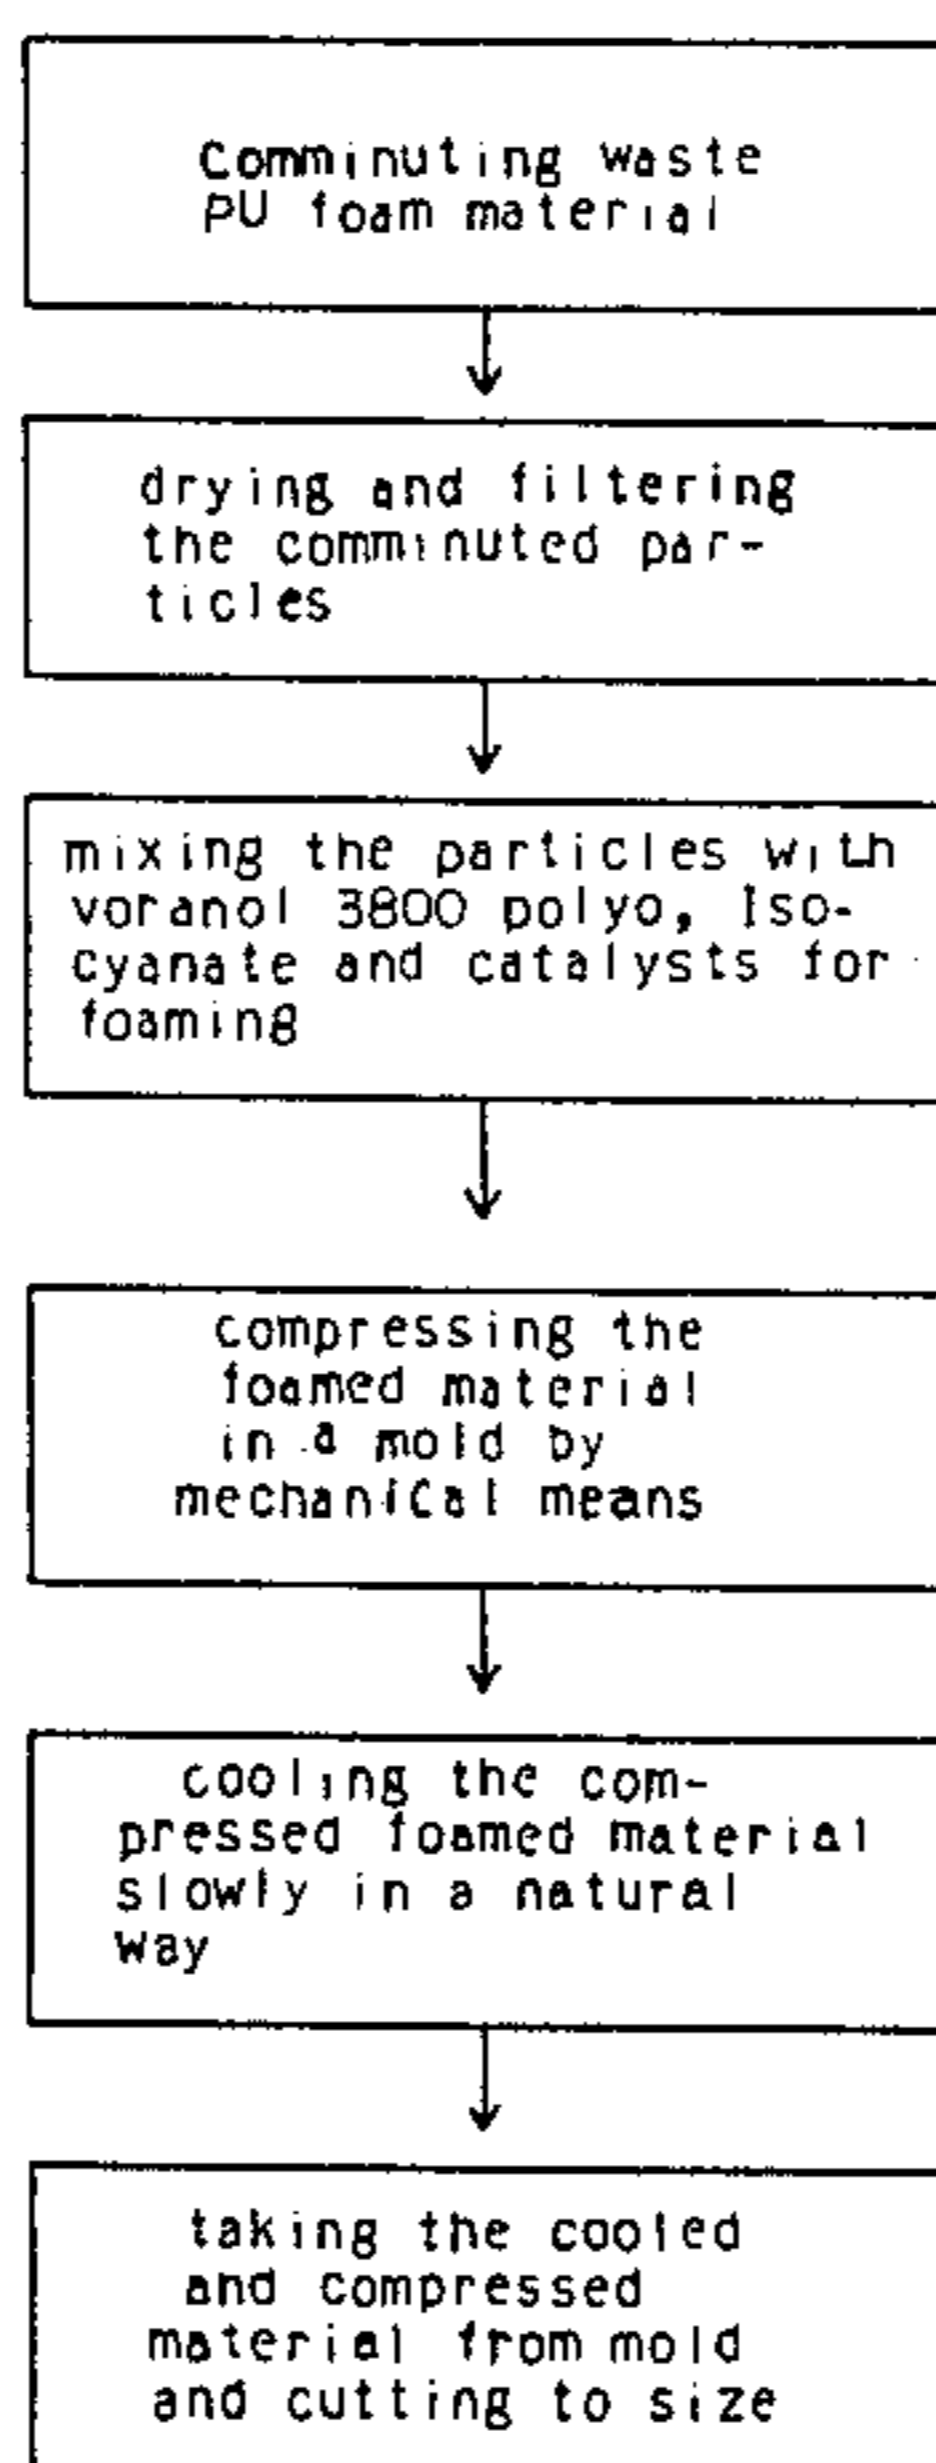 Comminuting waste
PU foam material
drying and filtering
the comminuted par-
ticles
mixing the particles with
voranol 3800 polyo, Iso-
cyanate and catalysts for
foaming
compressing the
foamed material
in a mold by
mechanical means
cooling the com-
pressed foamed material
slowly in a natural
way
taking the cooled
and compressed
material from mold
and cutting to size